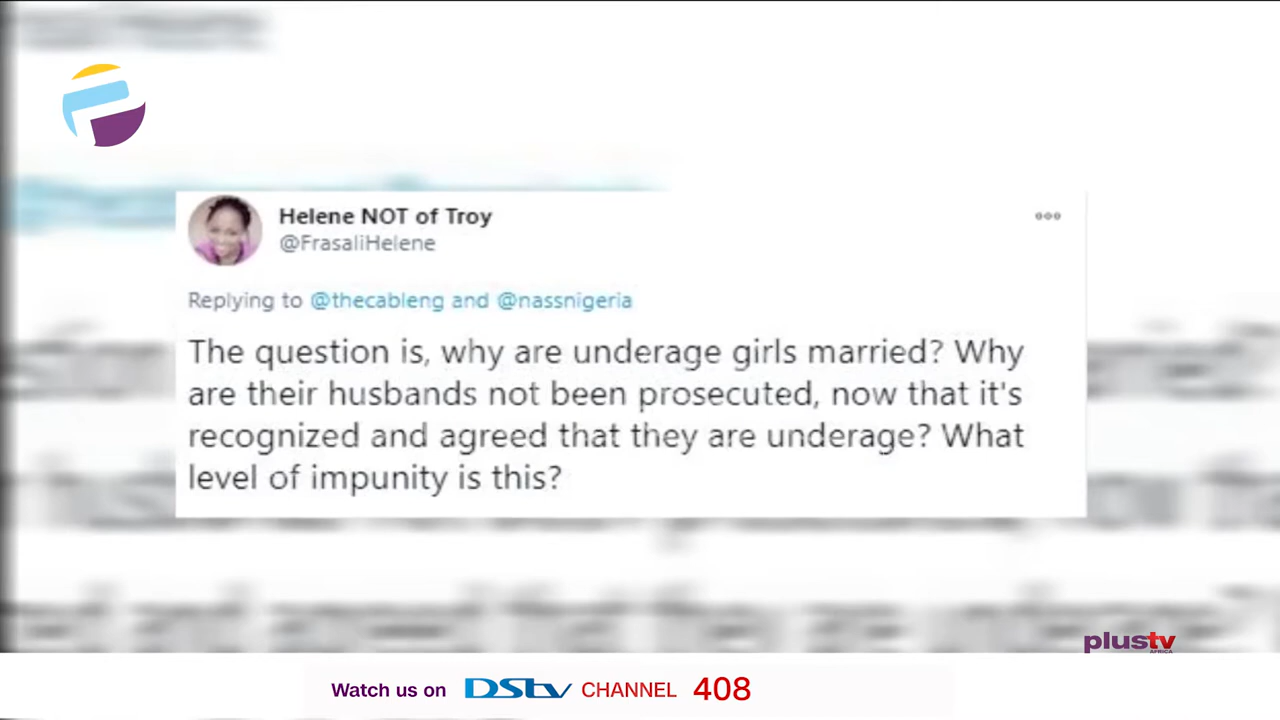 Helene NOT of Troy
@FrasaliHelene
Replying to @thecableng and @nassnigeria
The question is, why are underage girls married? Why
are their husbands not been prosecuted, now that it's
recognized and agreed that they are underage? What
level of impunity is this?
plustv
AFRICA
Watch us on DStv CHANNEL 408